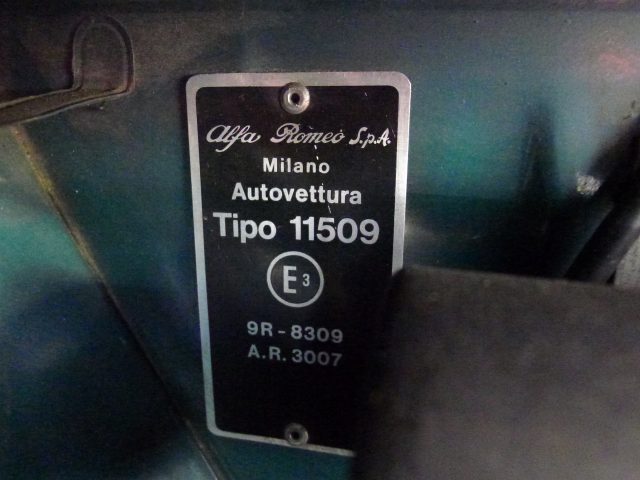 Alfa Romeo S.p.A.
Milano
Autovettura
Tipo 11509
E3
9R-8309
A.R.3007